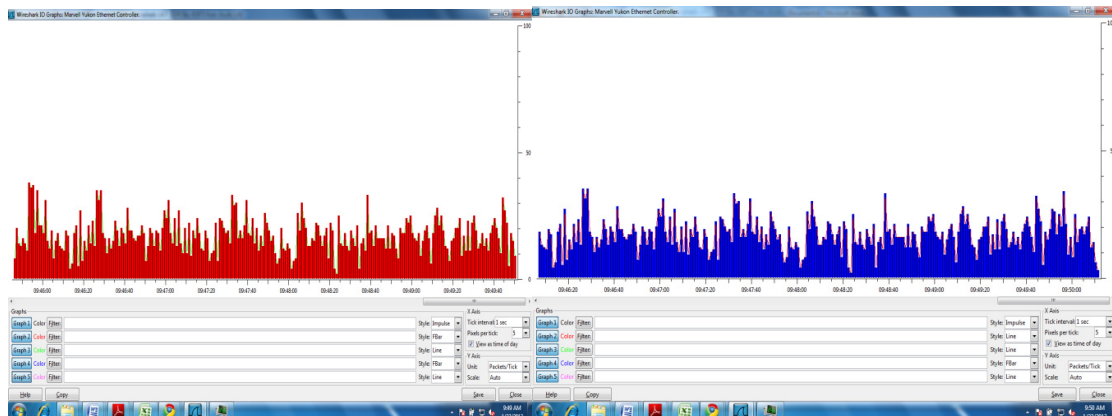 Wireshark IO Graphs: Marvell Yukon Ethernet Controller.
100
50
0
09:46:00 09:46:20 09:46:40 09:47:00 09:47:20 09:47:40 09:48:00 09:48:20 09:48:40 09:49:00 09:49:20 09:49:40
Graphs
X Axis
Graph 1 Color Filter: Style: Impulse Tick interval: 1 sec
Graph 2 Color Filter: Style: FBar Pixels per tick: 5
Graph 3 Color Filter: Style: Line View as time of day
Y Axis
Graph 4 Color Filter: Style: FBar Unit: Packets/Tick
Graph 5 Color Filter: Style: Line Scale: Auto
Help Copy Save Close
9:49 AM
Wireshark IO Graphs: Marvell Yukon Ethernet Controller.
09:46:20 09:46:40 09:47:00 09:47:20 09:47:40 09:48:00 09:48:20 09:48:40 09:49:00 09:49:20 09:49:40 09:50:00
Graphs
X Axis
Graph 1 Color Filter: Style: Impulse Tick interval: 1 sec
Graph 2 Color Filter: Style: FBar Pixels per tick: 5
Graph 3 Color Filter: Style: Line View as time of day
Y Axis
Graph 4 Color Filter: Style: FBar Unit: Packets/Tick
Graph 5 Color Filter: Style: Line Scale: Auto
Help Copy Save Close
9:50 AM